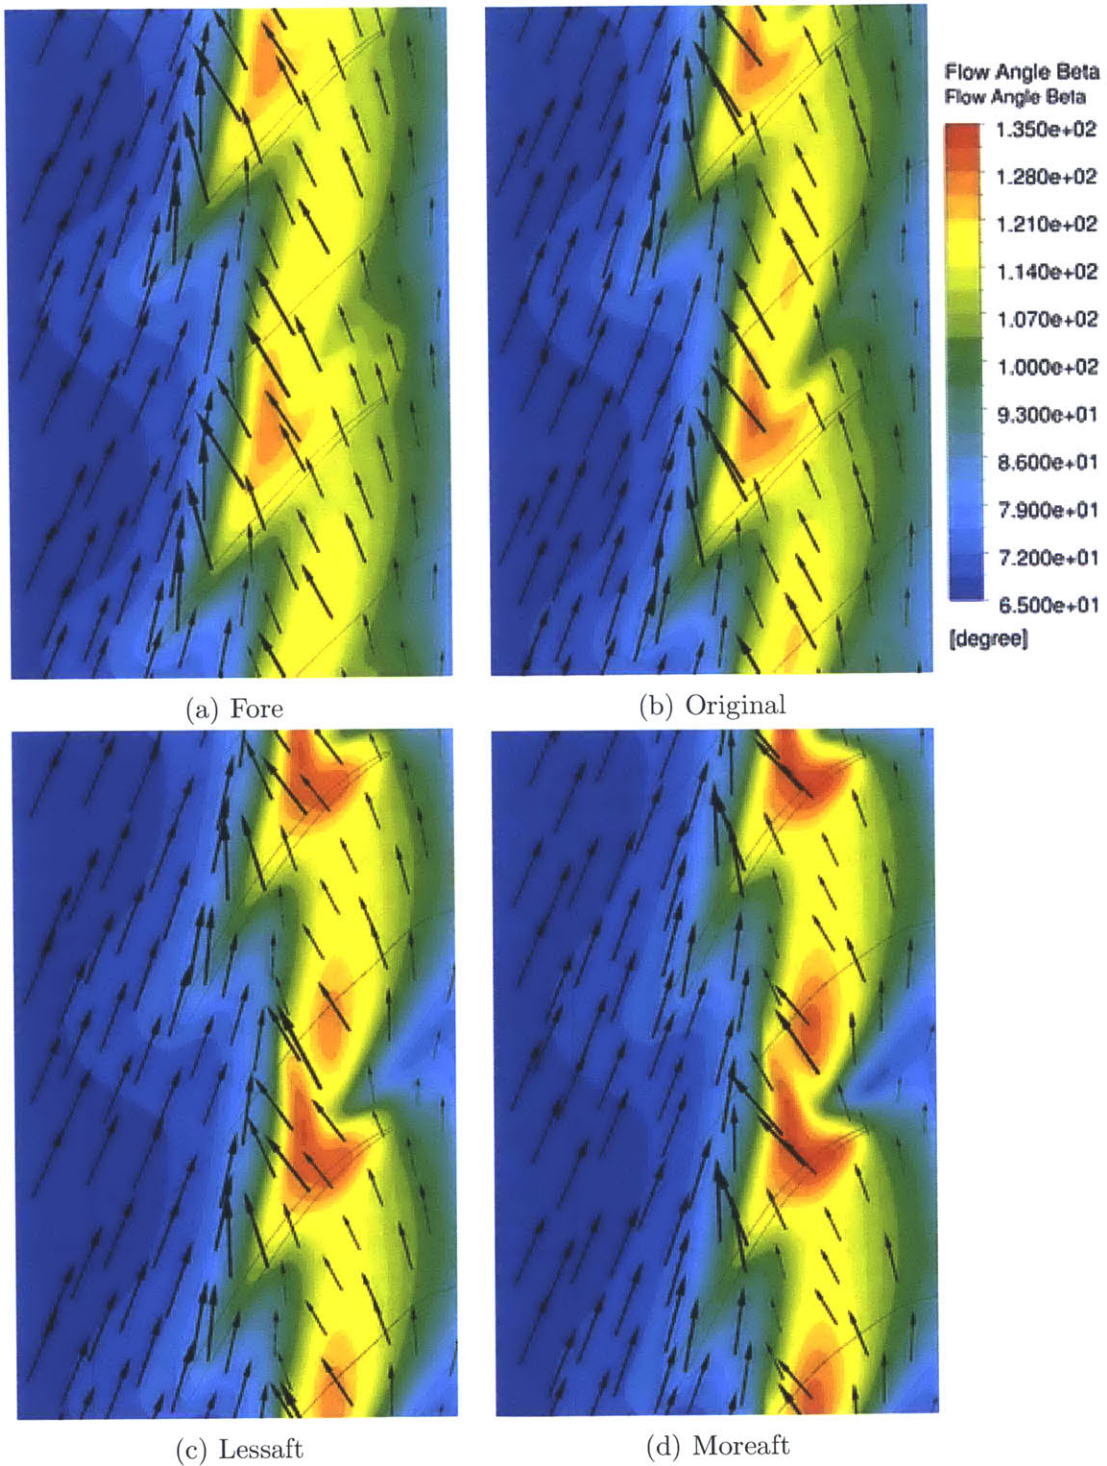 Flow Angle Beta
Flow Angle Beta
1.350e+02
1.280e+02
1.210e+02
1.140e+02
1.070e+02
1.000e+02
9.300e+01
8.600e+01
7.900e+01
7.200e+01
6.500e+01
[degree]
(a) Fore
(b) Original
(c) Lessaft
(d) Moreaft